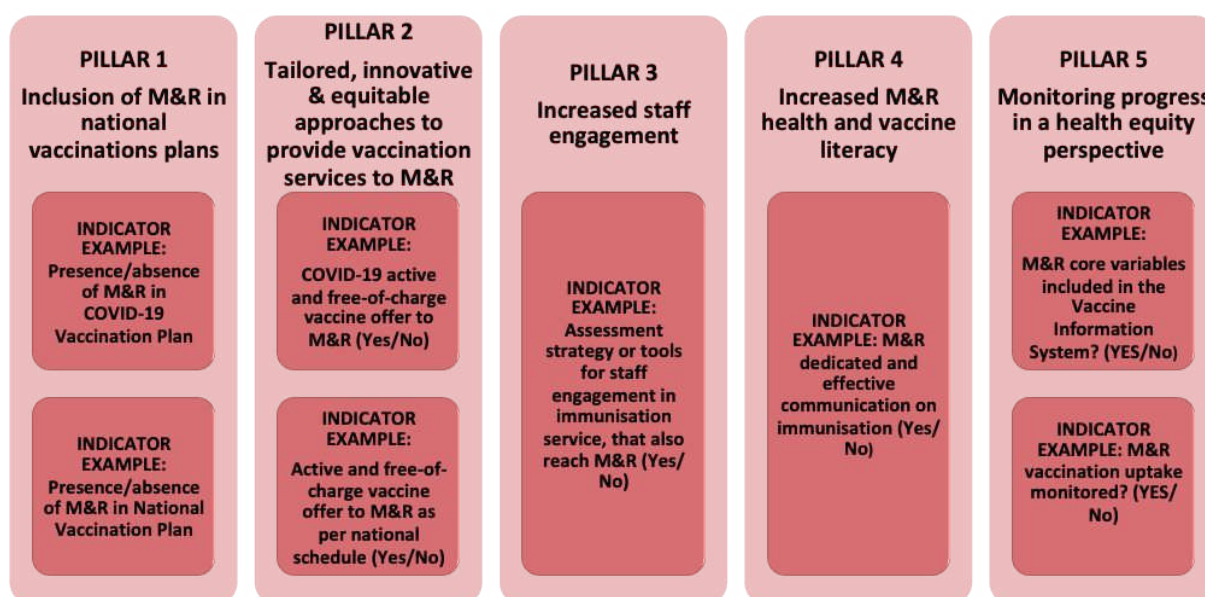 PILLAR 1
Inclusion of M&R in
national
vaccinations plans
INDICATOR
EXAMPLE:
Presence/absence
of M&R in
COVID-19
Vaccination Plan
INDICATOR
EXAMPLE:
Presence/absence
of M&R in National
Vaccination Plan
PILLAR 2
Tailored, innovative
& equitable
approaches to
provide vaccination
services to M&R
INDICATOR
EXAMPLE:
COVID-19 active
and free-of-charge
vaccine offer to
M&R (Yes/No)
INDICATOR
EXAMPLE:
Active and free-of-
charge vaccine
offer to M&R as
per national
schedule (Yes/No)
PILLAR 3
Increased staff
engagement
INDICATOR
EXAMPLE:
Assessment
strategy or tools
for staff
engagement in
immunisation
service, that also
reach M&R (Yes/
No)
PILLAR 4
Increased M&R
health and vaccine
literacy
INDICATOR
EXAMPLE: M&R
dedicated and
effective
communication on
immunisation (Yes/
No)
PILLAR 5
Monitoring progress
in a health equity
perspective
INDICATOR
EXAMPLE:
M&R core variables
included in the
Vaccine
Information
System? (YES/No)
INDICATOR
EXAMPLE: M&R
vaccination uptake
monitored? (YES/
No)